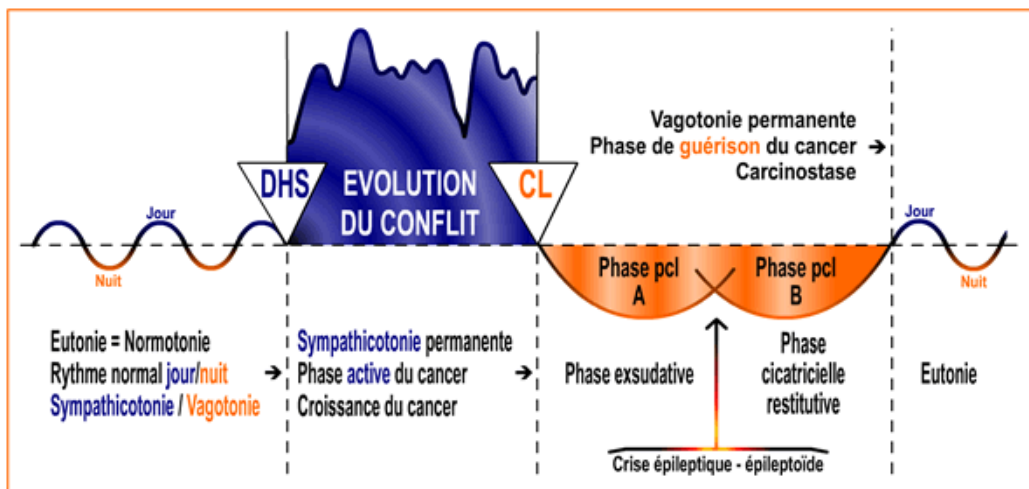 Vagotonie permanente
Phase de guérison du cancer
Carcinostase
DHS
EVOLUTION
DU CONFLIT
CL
Jour
Nuit
Jour
Nuit
Phase pcl
A
Phase pcl
B
Eutonie = Normotonie
Rythme normal jour/nuit
Sympathicotonie / Vagotonie
Sympathicotonie permanente
Phase active du cancer
Croissance du cancer
Phase exsudative
Phase
cicatricielle
restitutive
Eutonie
Crise épileptique - épileptoïde